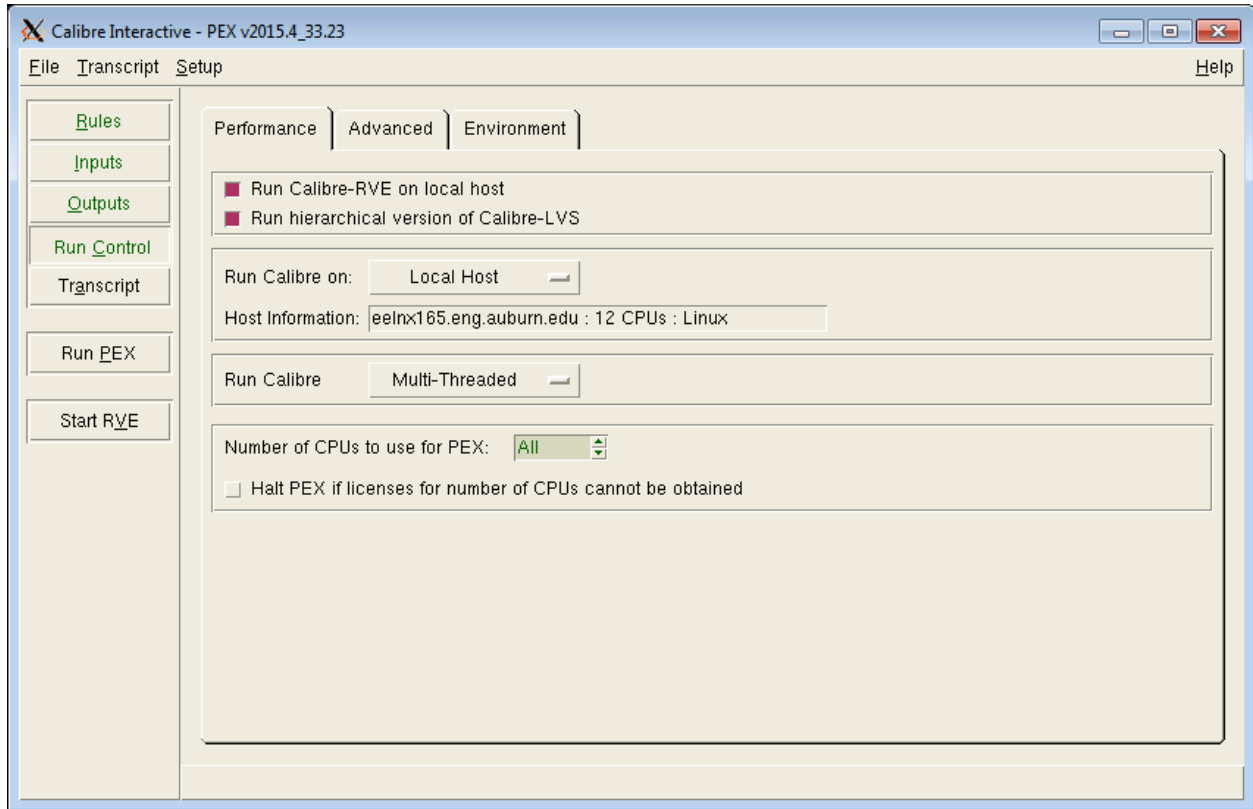 Calibre Interactive - PEX v2015.4_33.23
File Transcript Setup Help
Rules
Inputs
Outputs
Run Control
Transcript
Run PEX
Start RVE
Performance Advanced Environment
Run Calibre-RVE on local host
Run hierarchical version of Calibre-LVS
Run Calibre on: Local Host
Host Information: eelnx165.eng.auburn.edu : 12 CPUs : Linux
Run Calibre Multi-Threaded
Number of CPUs to use for PEX: All
Halt PEX if licenses for number of CPUs cannot be obtained